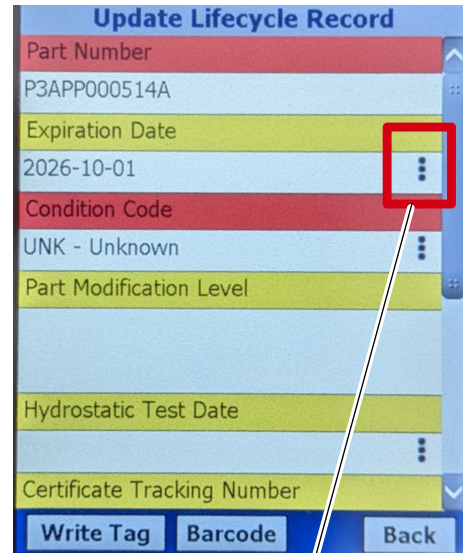 Update Lifecycle Record
Part Number
P3APP000514A
Expiration Date
2026-10-01
Condition Code
UNK - Unknown
Part Modification Level
Hydrostatic Test Date
Certificate Tracking Number
Write Tag
Barcode
Back